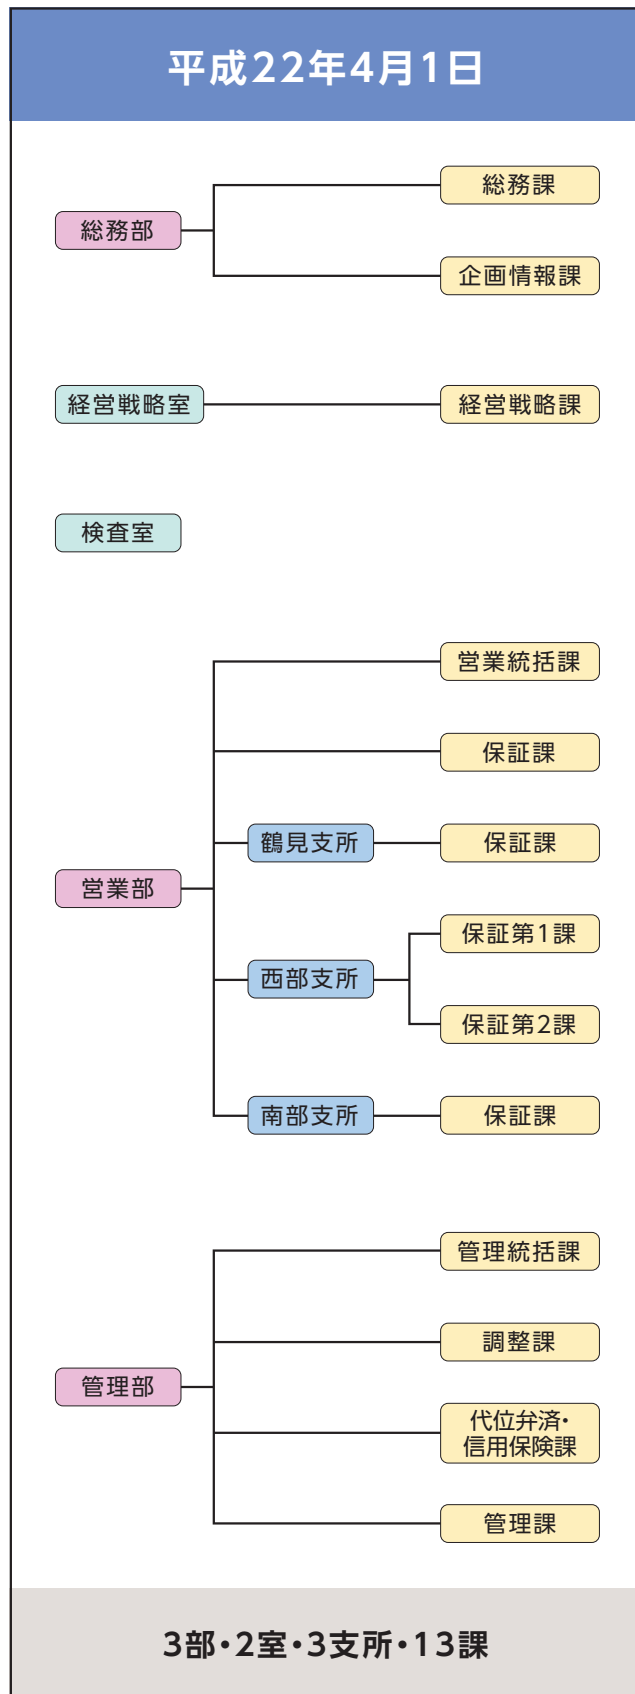 平成22年4月1日
総務部
総務課
企画情報課
経営戦略室
経営戦略課
検査室
営業部
営業統括課
保証課
鶴見支所
保証課
西部支所
保証第1課
保証第2課
南部支所
保証課
管理部
管理統括課
調整課
代位弁済・
信用保険課
管理課
3部・2室・3支所・13課